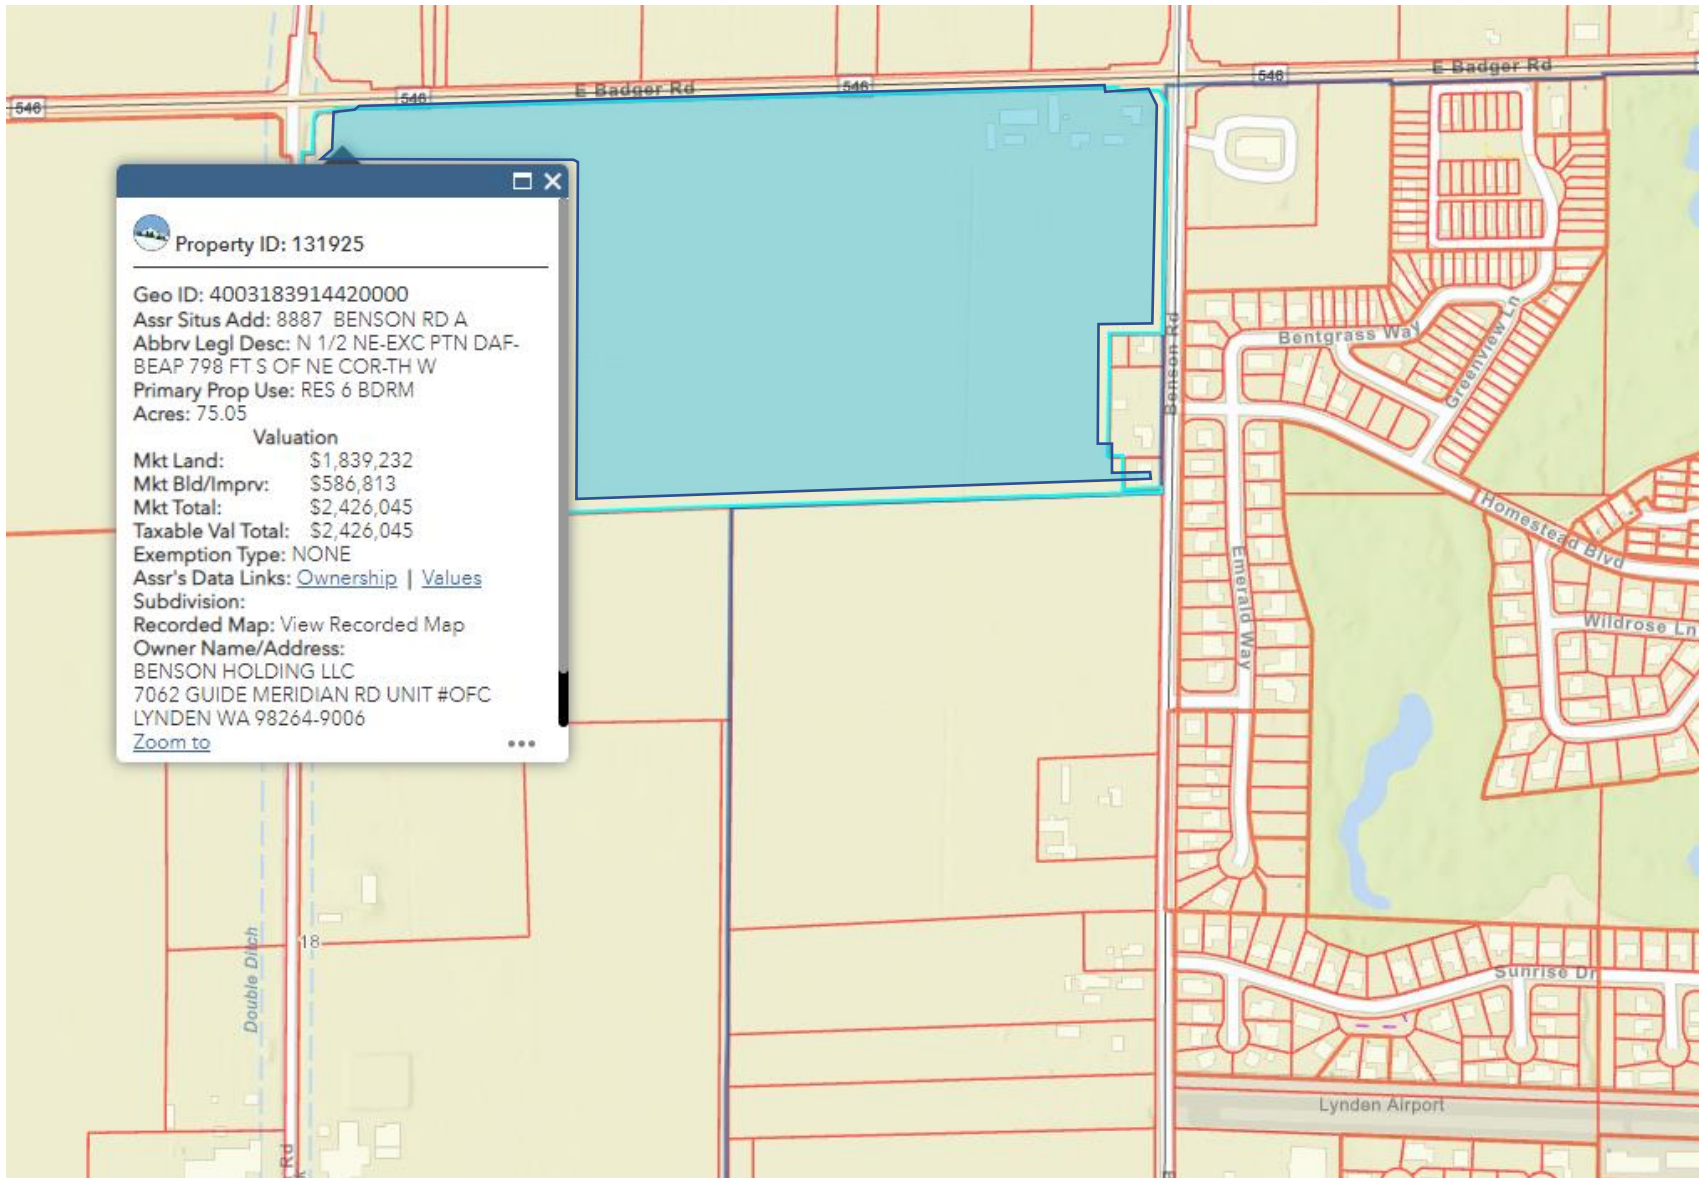 546
546
E Badger Rd
546
546
E Badger Rd
Property ID: 131925
Geo ID: 4003183914420000
Assr Situs Add: 8887 BENSON RD A
Abbrv Legl Desc: N 1/2 NE-EXC PTN DAF-
BEAP 798 FT S OF NE COR-TH W
Primary Prop Use: RES 6 BDRM
Acres: 75.05
Valuation
Mkt Land: $1,839,232
Mkt Bld/Imprv: $586,813
Mkt Total: $2,426,045
Taxable Val Total: $2,426,045
Exemption Type: NONE
Assr's Data Links: Ownership | Values
Subdivision:
Recorded Map: View Recorded Map
Owner Name/Address:
BENSON HOLDING LLC
7062 GUIDE MERIDIAN RD UNIT #OFC
LYNDEN WA 98264-9006
Zoom to
Benson Rd
Bentgrass Way
Greenview Ln
Homestead Blvd
Emerald Way
Wildrose Ln
18
Double Ditch
Sunrise Dr
Lynden Airport
Rd